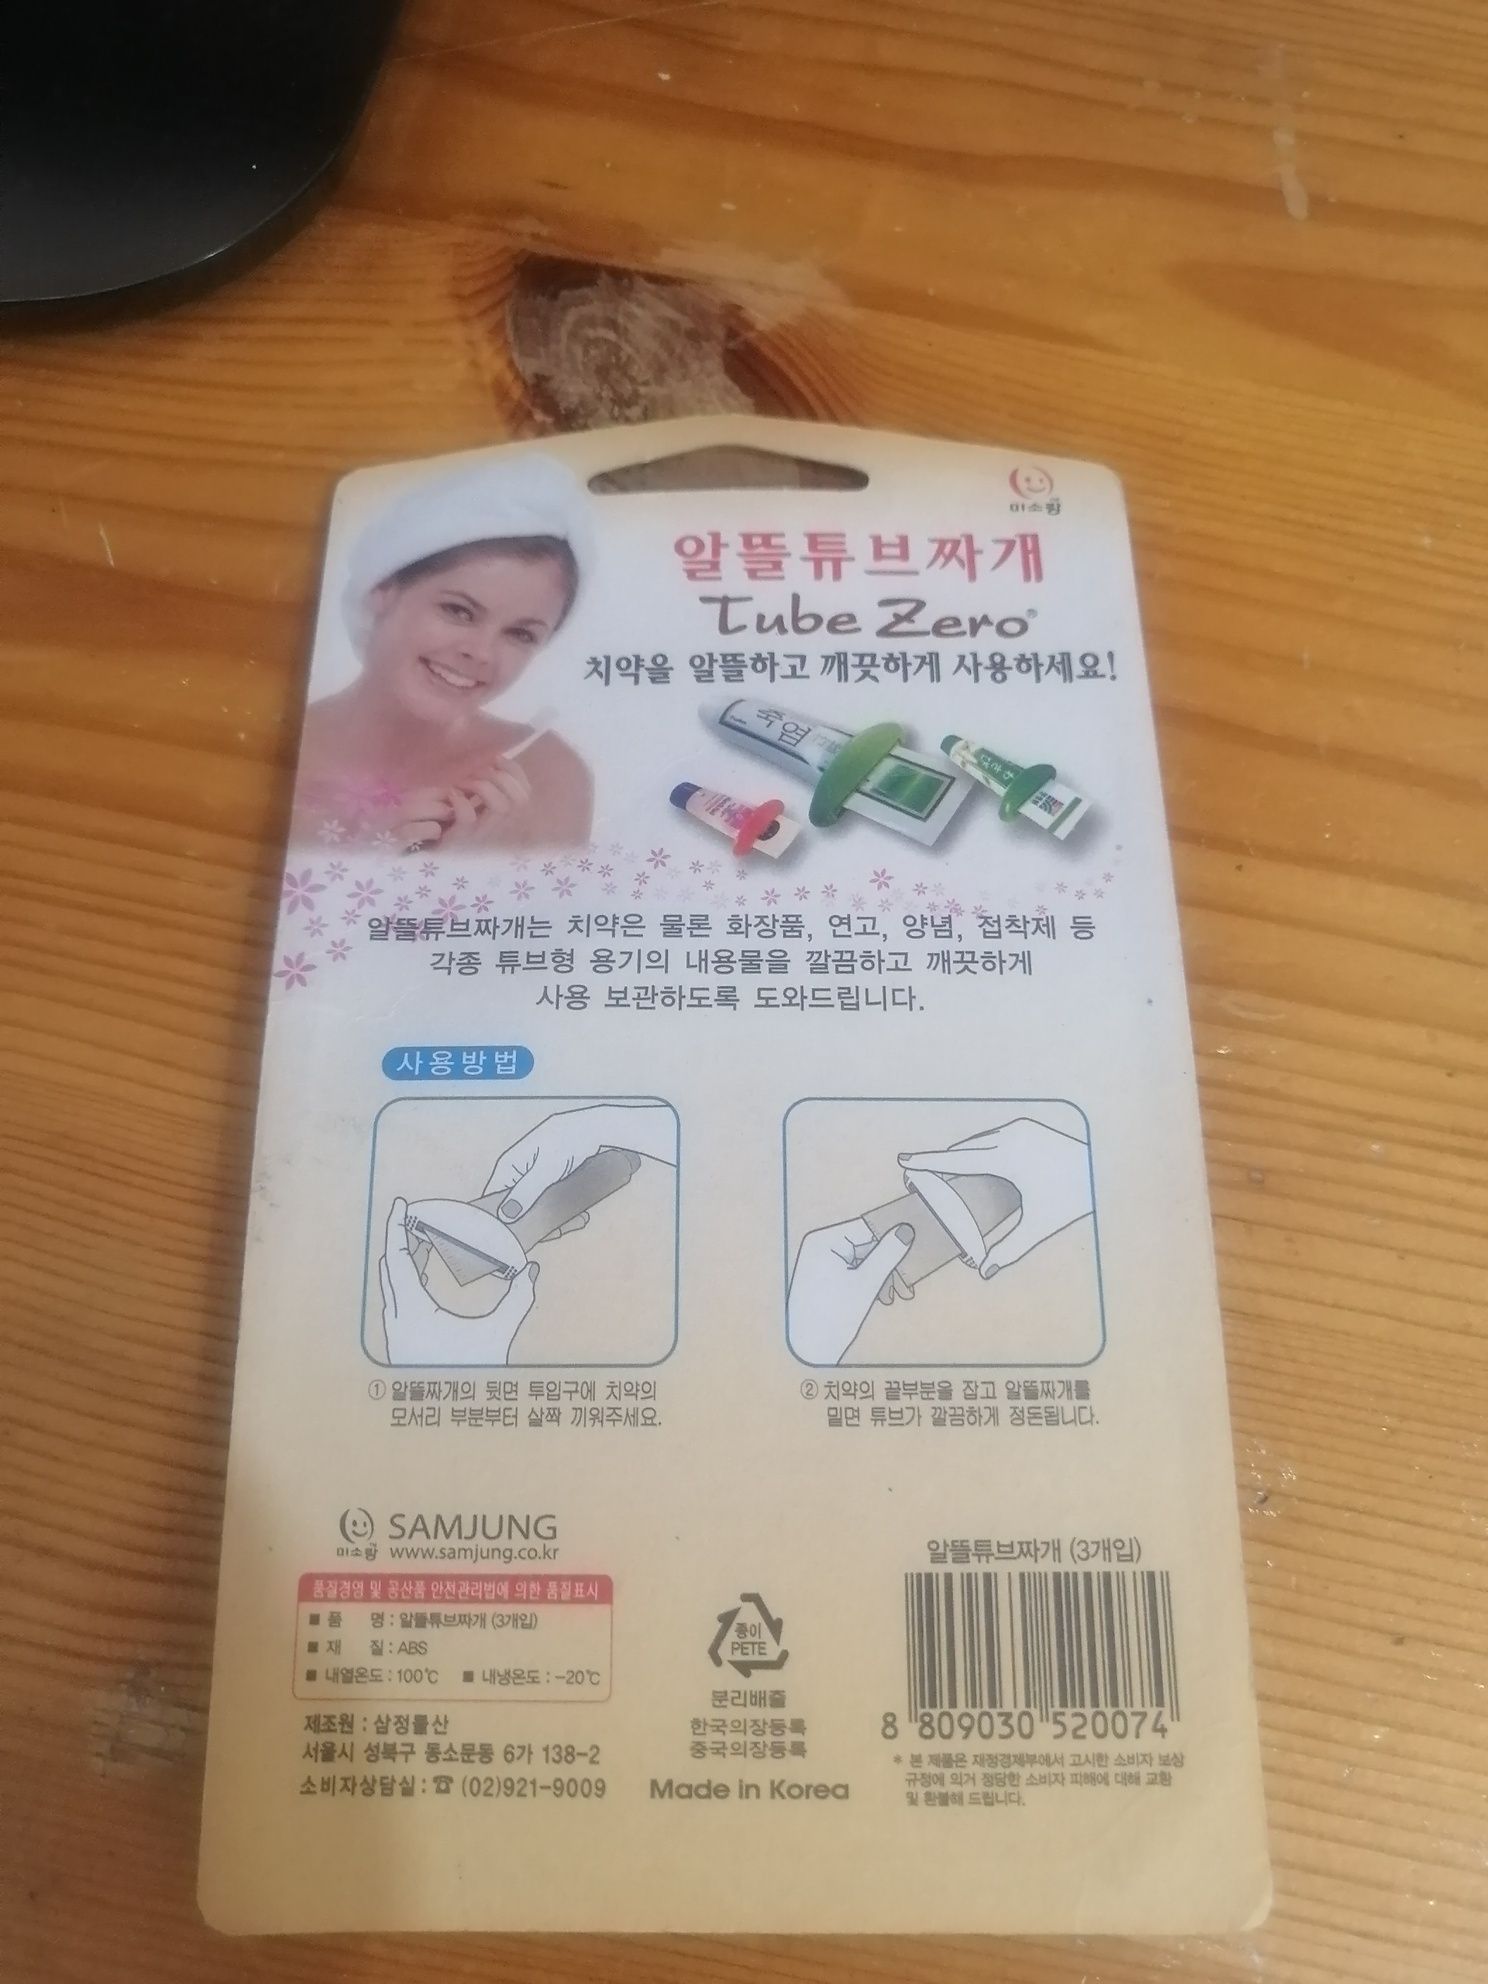 미소랑
알뜰튜브짜개
Tube Zero®
치약을 알뜰하고 깨끗하게 사용하세요!
죽염
알뜰튜브짜개는 치약은 물론 화장품, 연고, 양념, 접착제 등
각종 튜브형 용기의 내용물을 깔끔하고 깨끗하게
사용 보관하도록 도와드립니다.
사용방법
① 알뜰짜개의 뒷면 투입구에 치약의
모서리 부분부터 살짝 끼워주세요.
② 치약의 끝부분을 잡고 알뜰짜개를
밀면 튜브가 깔끔하게 정돈됩니다.
미소랑
SAMJUNG
www.samjung.co.kr
품질경영 및 공산품 안전관리법에 의한 품질표시
■ 품 명 : 알뜰튜브짜개 (3개입)
■ 재 질 : ABS
■ 내열온도 : 100℃ ■ 내냉온도 : -20℃
제조원 : 삼정물산
서울시 성북구 동소문동 6가 138-2
소비자상담실 : ☎ (02)921-9009
종이
PETE
분리배출
한국의장등록
중국의장등록
Made in Korea
알뜰튜브짜개 (3개입)
8 809030 520074
* 본 제품은 재정경제부에서 고시한 소비자 보상
규정에 의거 정당한 소비자 피해에 대해 교환
및 환불해 드립니다.